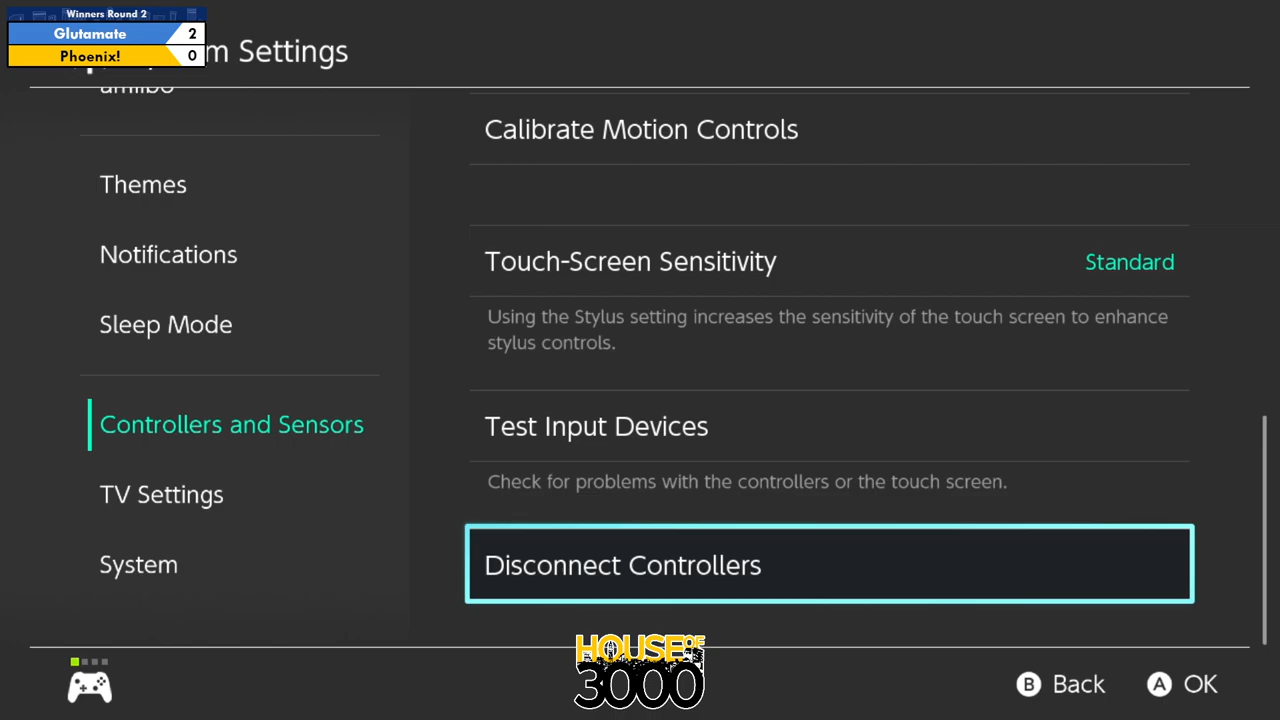 Winners Round 2
Glutamate 2
Phoenix! 0
m Settings
amiibo
Themes
Notifications
Sleep Mode
Controllers and Sensors
TV Settings
System
Calibrate Motion Controls
Touch-Screen Sensitivity Standard
Using the Stylus setting increases the sensitivity of the touch screen to enhance
stylus controls.
Test Input Devices
Check for problems with the controllers or the touch screen.
Disconnect Controllers
HOUSE OF
3000
B Back A OK